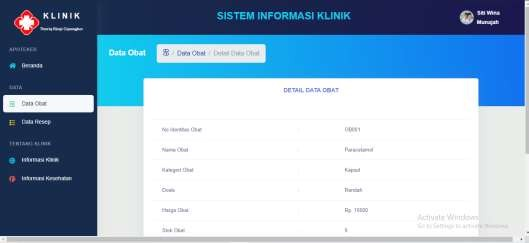 KLINIK
SISTEM INFORMASI KLINIK
Siti Wina
Munajah
APOTEKER
Beranda
DATA
Data Obat
Data Resep
TENTANG KLINIK
Informasi Klinik
Informasi Kesehatan
Data Obat
/ Data Obat / Detail Data Obat
DETAIL DATA OBAT
No Identitas Obat : OB001
Nama Obat : Paracetamol
Kategori Obat : Kapsul
Dosis : Rendah
Harga Obat : Rp. 10000
Stok Obat : 5
Activate Windows
Go to Settings to activate Windows.